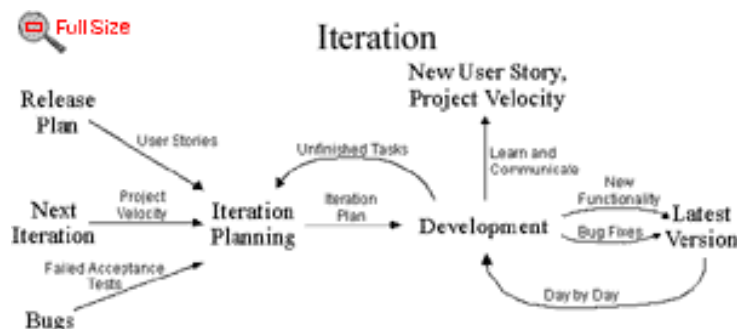 Full Size
Iteration
New User Story,
Project Velocity
Release
Plan
User Stories
Unfinished Tasks
Learn and
Communicate
Next
Iteration
Project
Velocity
Iteration
Planning
Iteration
Plan
Development
New
Functionality
Bug Fixes
Latest
Version
Failed Acceptance
Tests
Bugs
Day by Day